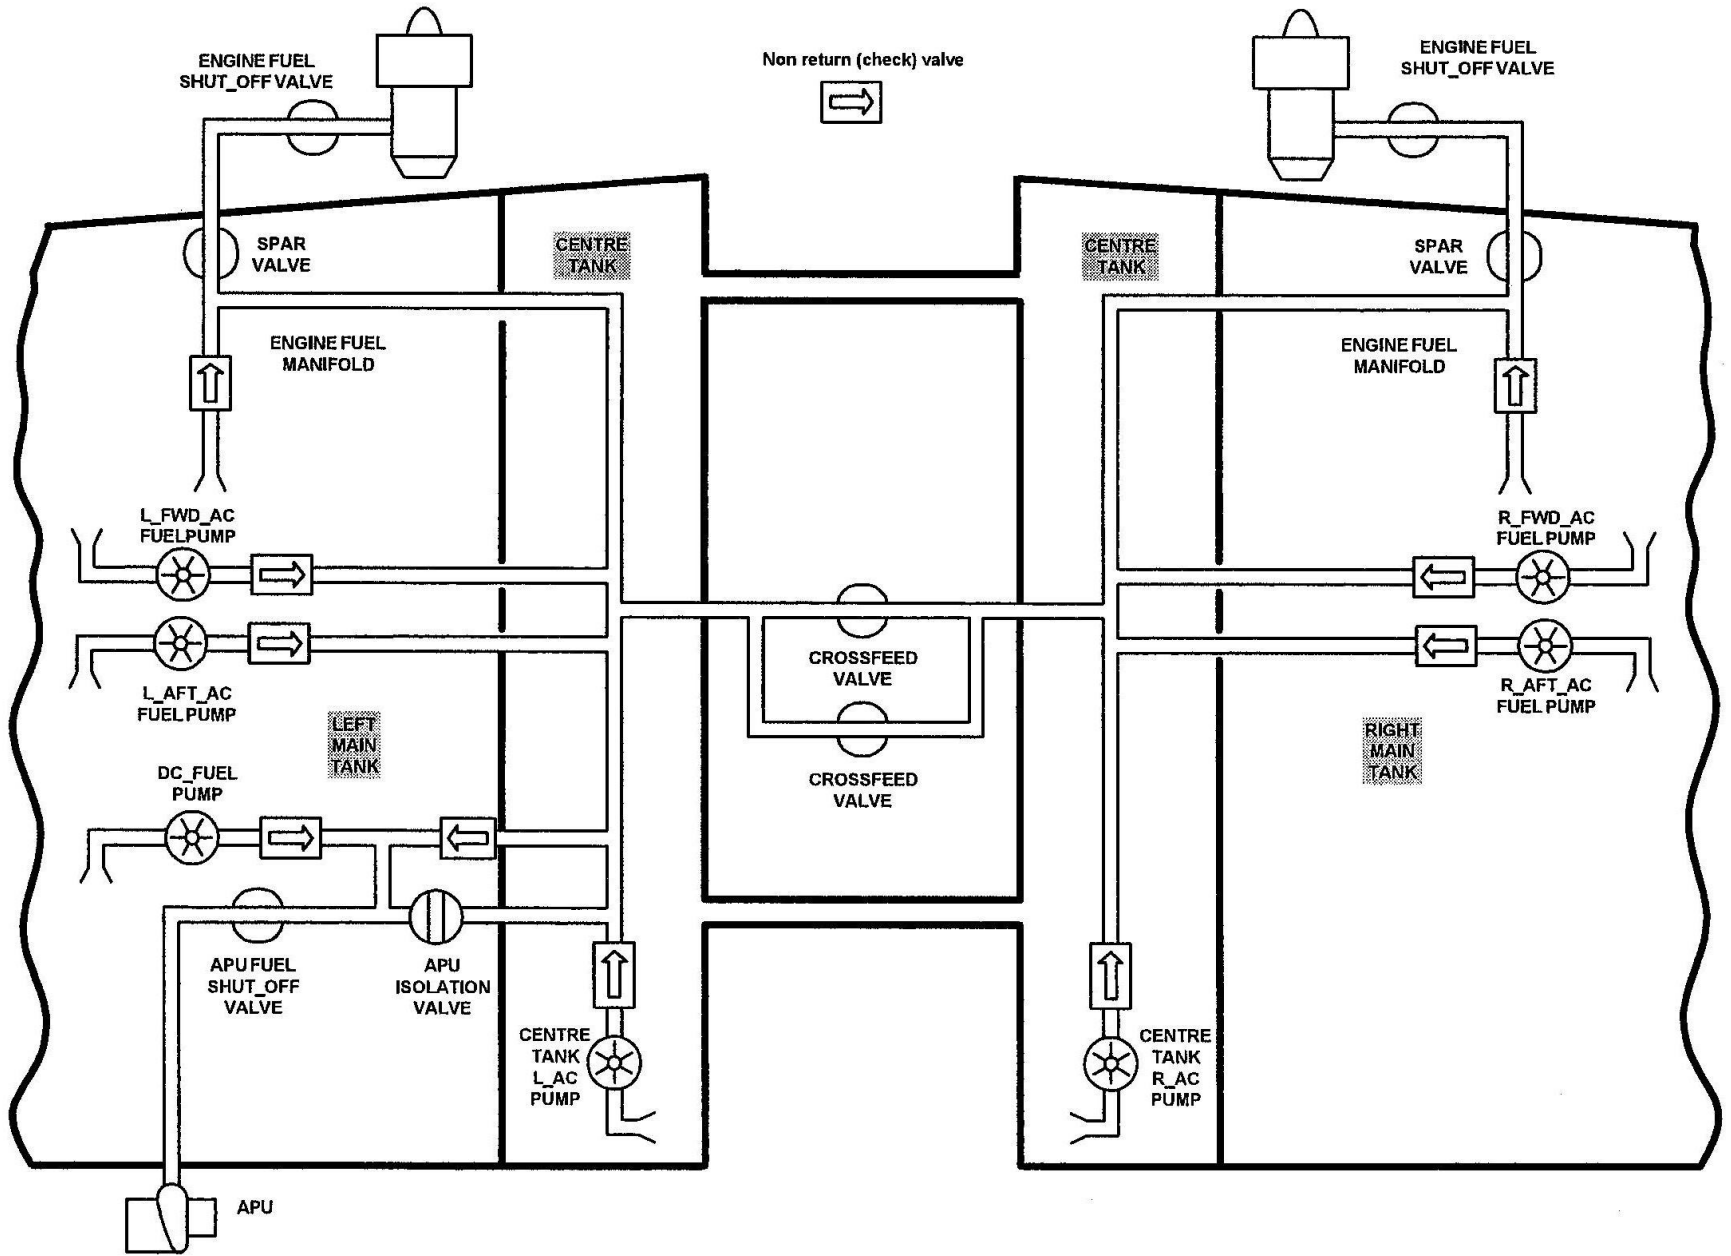 ENGINE FUEL
SHUT_OFF VALVE
Non return (check) valve
ENGINE FUEL
SHUT_OFF VALVE
SPAR
VALVE
CENTRE
TANK
CENTRE
TANK
SPAR
VALVE
ENGINE FUEL
MANIFOLD
ENGINE FUEL
MANIFOLD
L_FWD_AC
FUEL PUMP
R_FWD_AC
FUEL PUMP
L_AFT_AC
FUEL PUMP
CROSSFEED
VALVE
R_AFT_AC
FUEL PUMP
LEFT
MAIN
TANK
RIGHT
MAIN
TANK
DC_FUEL
PUMP
CROSSFEED
VALVE
APU FUEL
SHUT_OFF
VALVE
APU
ISOLATION
VALVE
CENTRE
TANK
L_AC
PUMP
CENTRE
TANK
R_AC
PUMP
APU